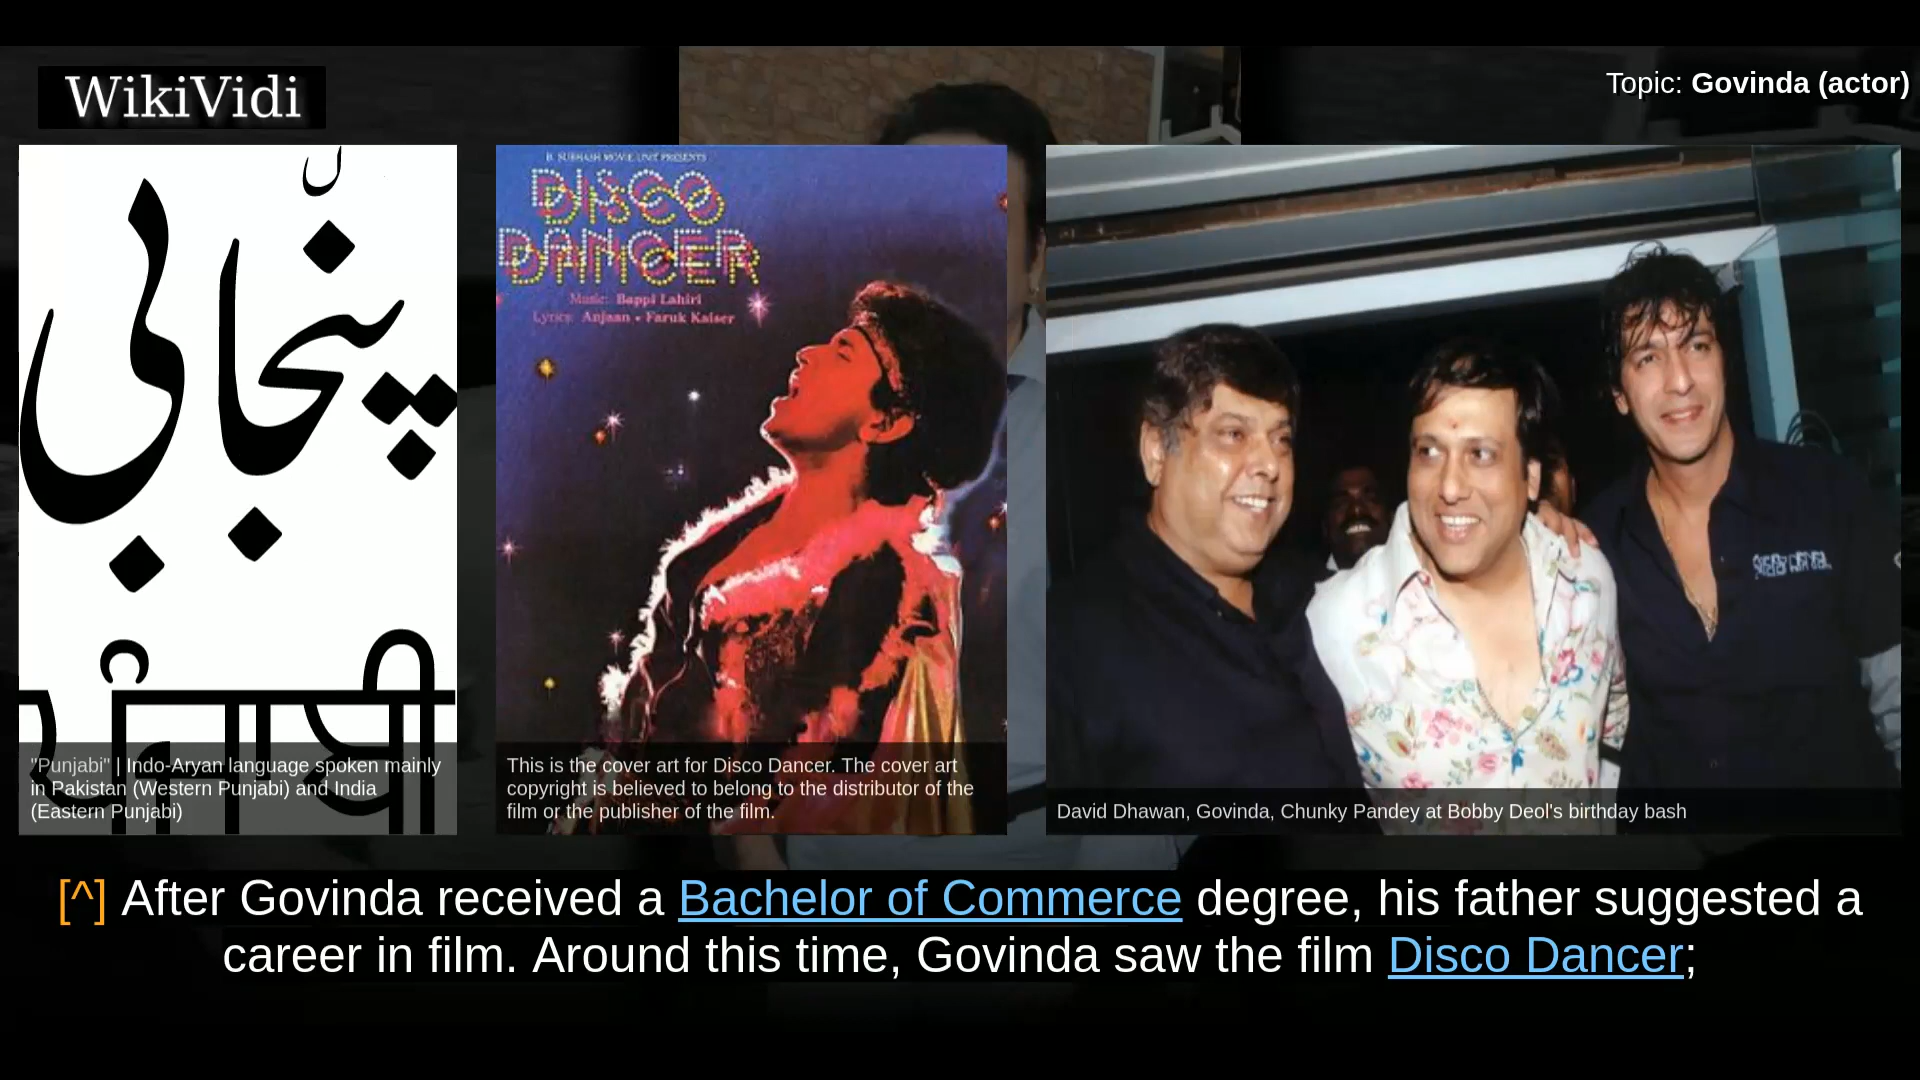 WikiVidi
Topic: Govinda (actor)
پنجابی
ਪੰਜਾਬੀ
"Punjabi" | Indo-Aryan language spoken mainly
in Pakistan (Western Punjabi) and India
(Eastern Punjabi)
B. SUBHASH MOVIE UNIT PRESENTS
DISCO
DANCER
Music: Bappi Lahiri
Lyrics: Anjaan • Faruk Kaiser
This is the cover art for Disco Dancer. The cover art
copyright is believed to belong to the distributor of the
film or the publisher of the film.
David Dhawan, Govinda, Chunky Pandey at Bobby Deol's birthday bash
[^] After Govinda received a Bachelor of Commerce degree, his father suggested a
career in film. Around this time, Govinda saw the film Disco Dancer;